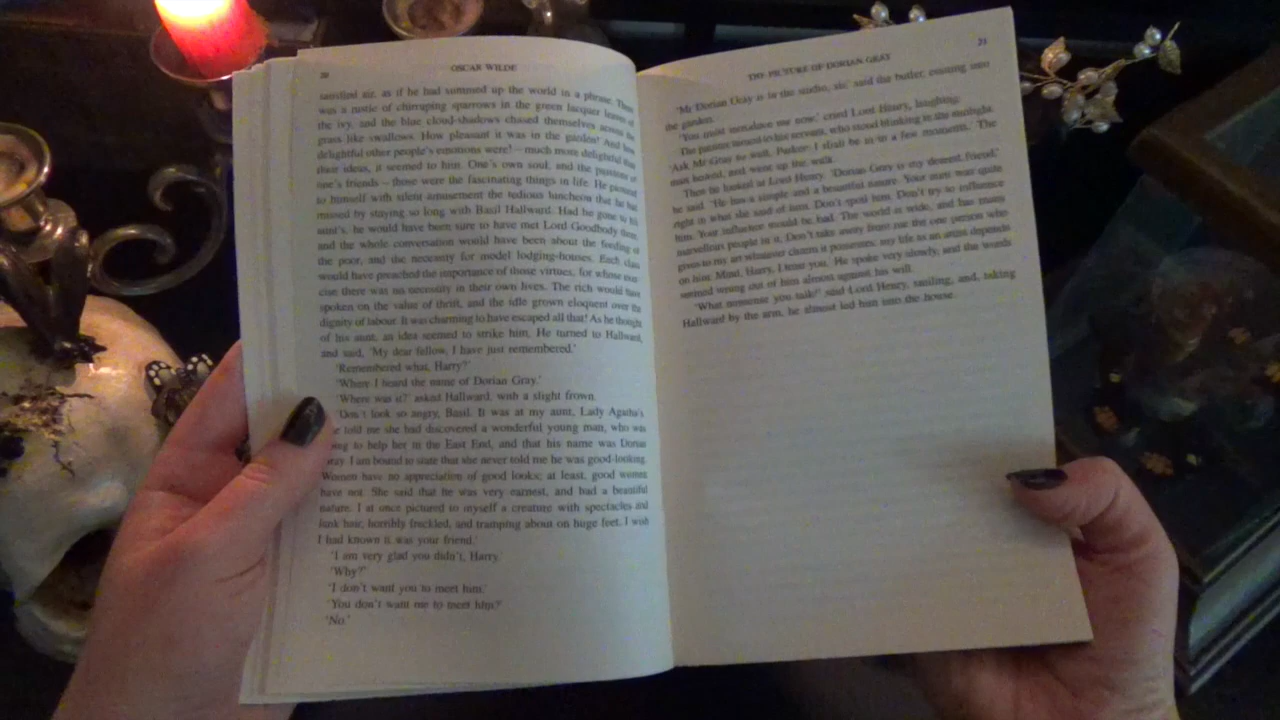 20
OSCAR WILDE
satisfied air, as if he had summed up the world in a phrase. There
was a rustle of chirruping sparrows in the green lacquer leaves of
the ivy, and the blue cloud-shadows chased themselves across the
grass like swallows. How pleasant it was in the garden! And how
delightful other people's emotions were! – much more delightful than
their ideas, it seemed to him. One's own soul, and the passions of
one's friends – those were the fascinating things in life. He pictured
to himself with silent amusement the tedious luncheon that he had
missed by staying so long with Basil Hallward. Had he gone to his
aunt's, he would have been sure to have met Lord Goodbody there,
and the whole conversation would have been about the feeding of
the poor, and the necessity for model lodging-houses. Each class
would have preached the importance of those virtues, for whose exer-
cise there was no necessity in their own lives. The rich would have
spoken on the value of thrift, and the idle grown eloquent over the
dignity of labour. It was charming to have escaped all that! As he thought
of his aunt, an idea seemed to strike him. He turned to Hallward,
and said, 'My dear fellow, I have just remembered.'
'Remembered what, Harry?'
'Where I heard the name of Dorian Gray.'
'Where was it?' asked Hallward, with a slight frown.
'Don't look so angry, Basil. It was at my aunt, Lady Agatha's
told me she had discovered a wonderful young man, who was
going to help her in the East End, and that his name was Dorian
Gray. I am bound to state that she never told me he was good-looking.
Women have no appreciation of good looks; at least, good women
have not. She said that he was very earnest, and had a beautiful
nature. I at once pictured to myself a creature with spectacles and
lank hair, horribly freckled, and tramping about on huge feet. I wish
I had known it was your friend.'
'I am very glad you didn't, Harry.
'Why?'
'I don't want you to meet him.'
'You don't want me to meet him?'
'No.'
THE PICTURE OF DORIAN GRAY
21
'Mr Dorian Gray is in the studio, sir,' said the butler, coming into
the garden.
'You must introduce me now,' cried Lord Henry, laughing.
The painter turned to his servant, who stood blinking in the sunlight.
'Ask Mr Gray to wait, Parker: I shall be in in a few moments.' The
man bowed, and went up the walk.
Then he looked at Lord Henry. 'Dorian Gray is my dearest friend,'
he said. 'He has a simple and a beautiful nature. Your aunt was quite
right in what she said of him. Don't spoil him. Don't try to influence
him. Your influence would be bad. The world is wide, and has many
marvellous people in it. Don't take away from me the one person who
gives to my art whatever charm it possesses: my life as an artist depends
on him. Mind, Harry, I trust you.' He spoke very slowly, and the words
seemed wrung out of him almost against his will.
'What nonsense you talk!' said Lord Henry, smiling, and, taking
Hallward by the arm, he almost led him into the house.